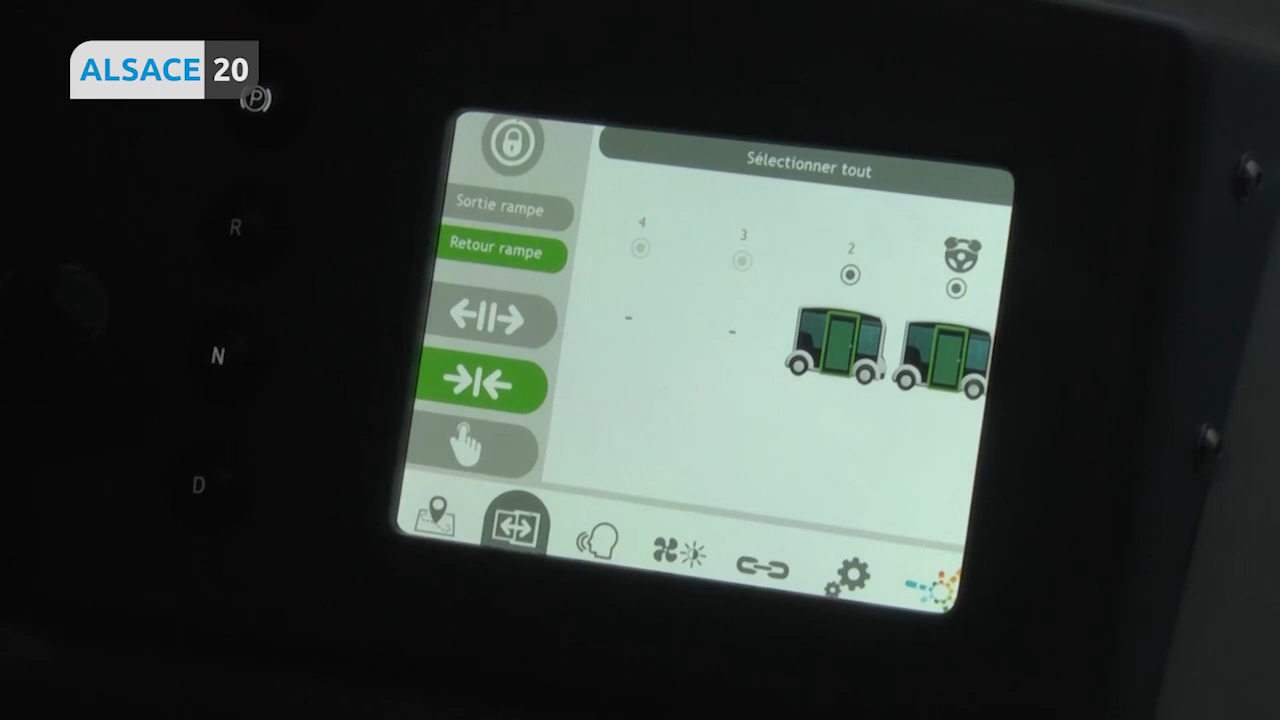 ALSACE 20
P
R
N
D
Sélectionner tout
Sortie rampe
Retour rampe
4
3
2
-
-